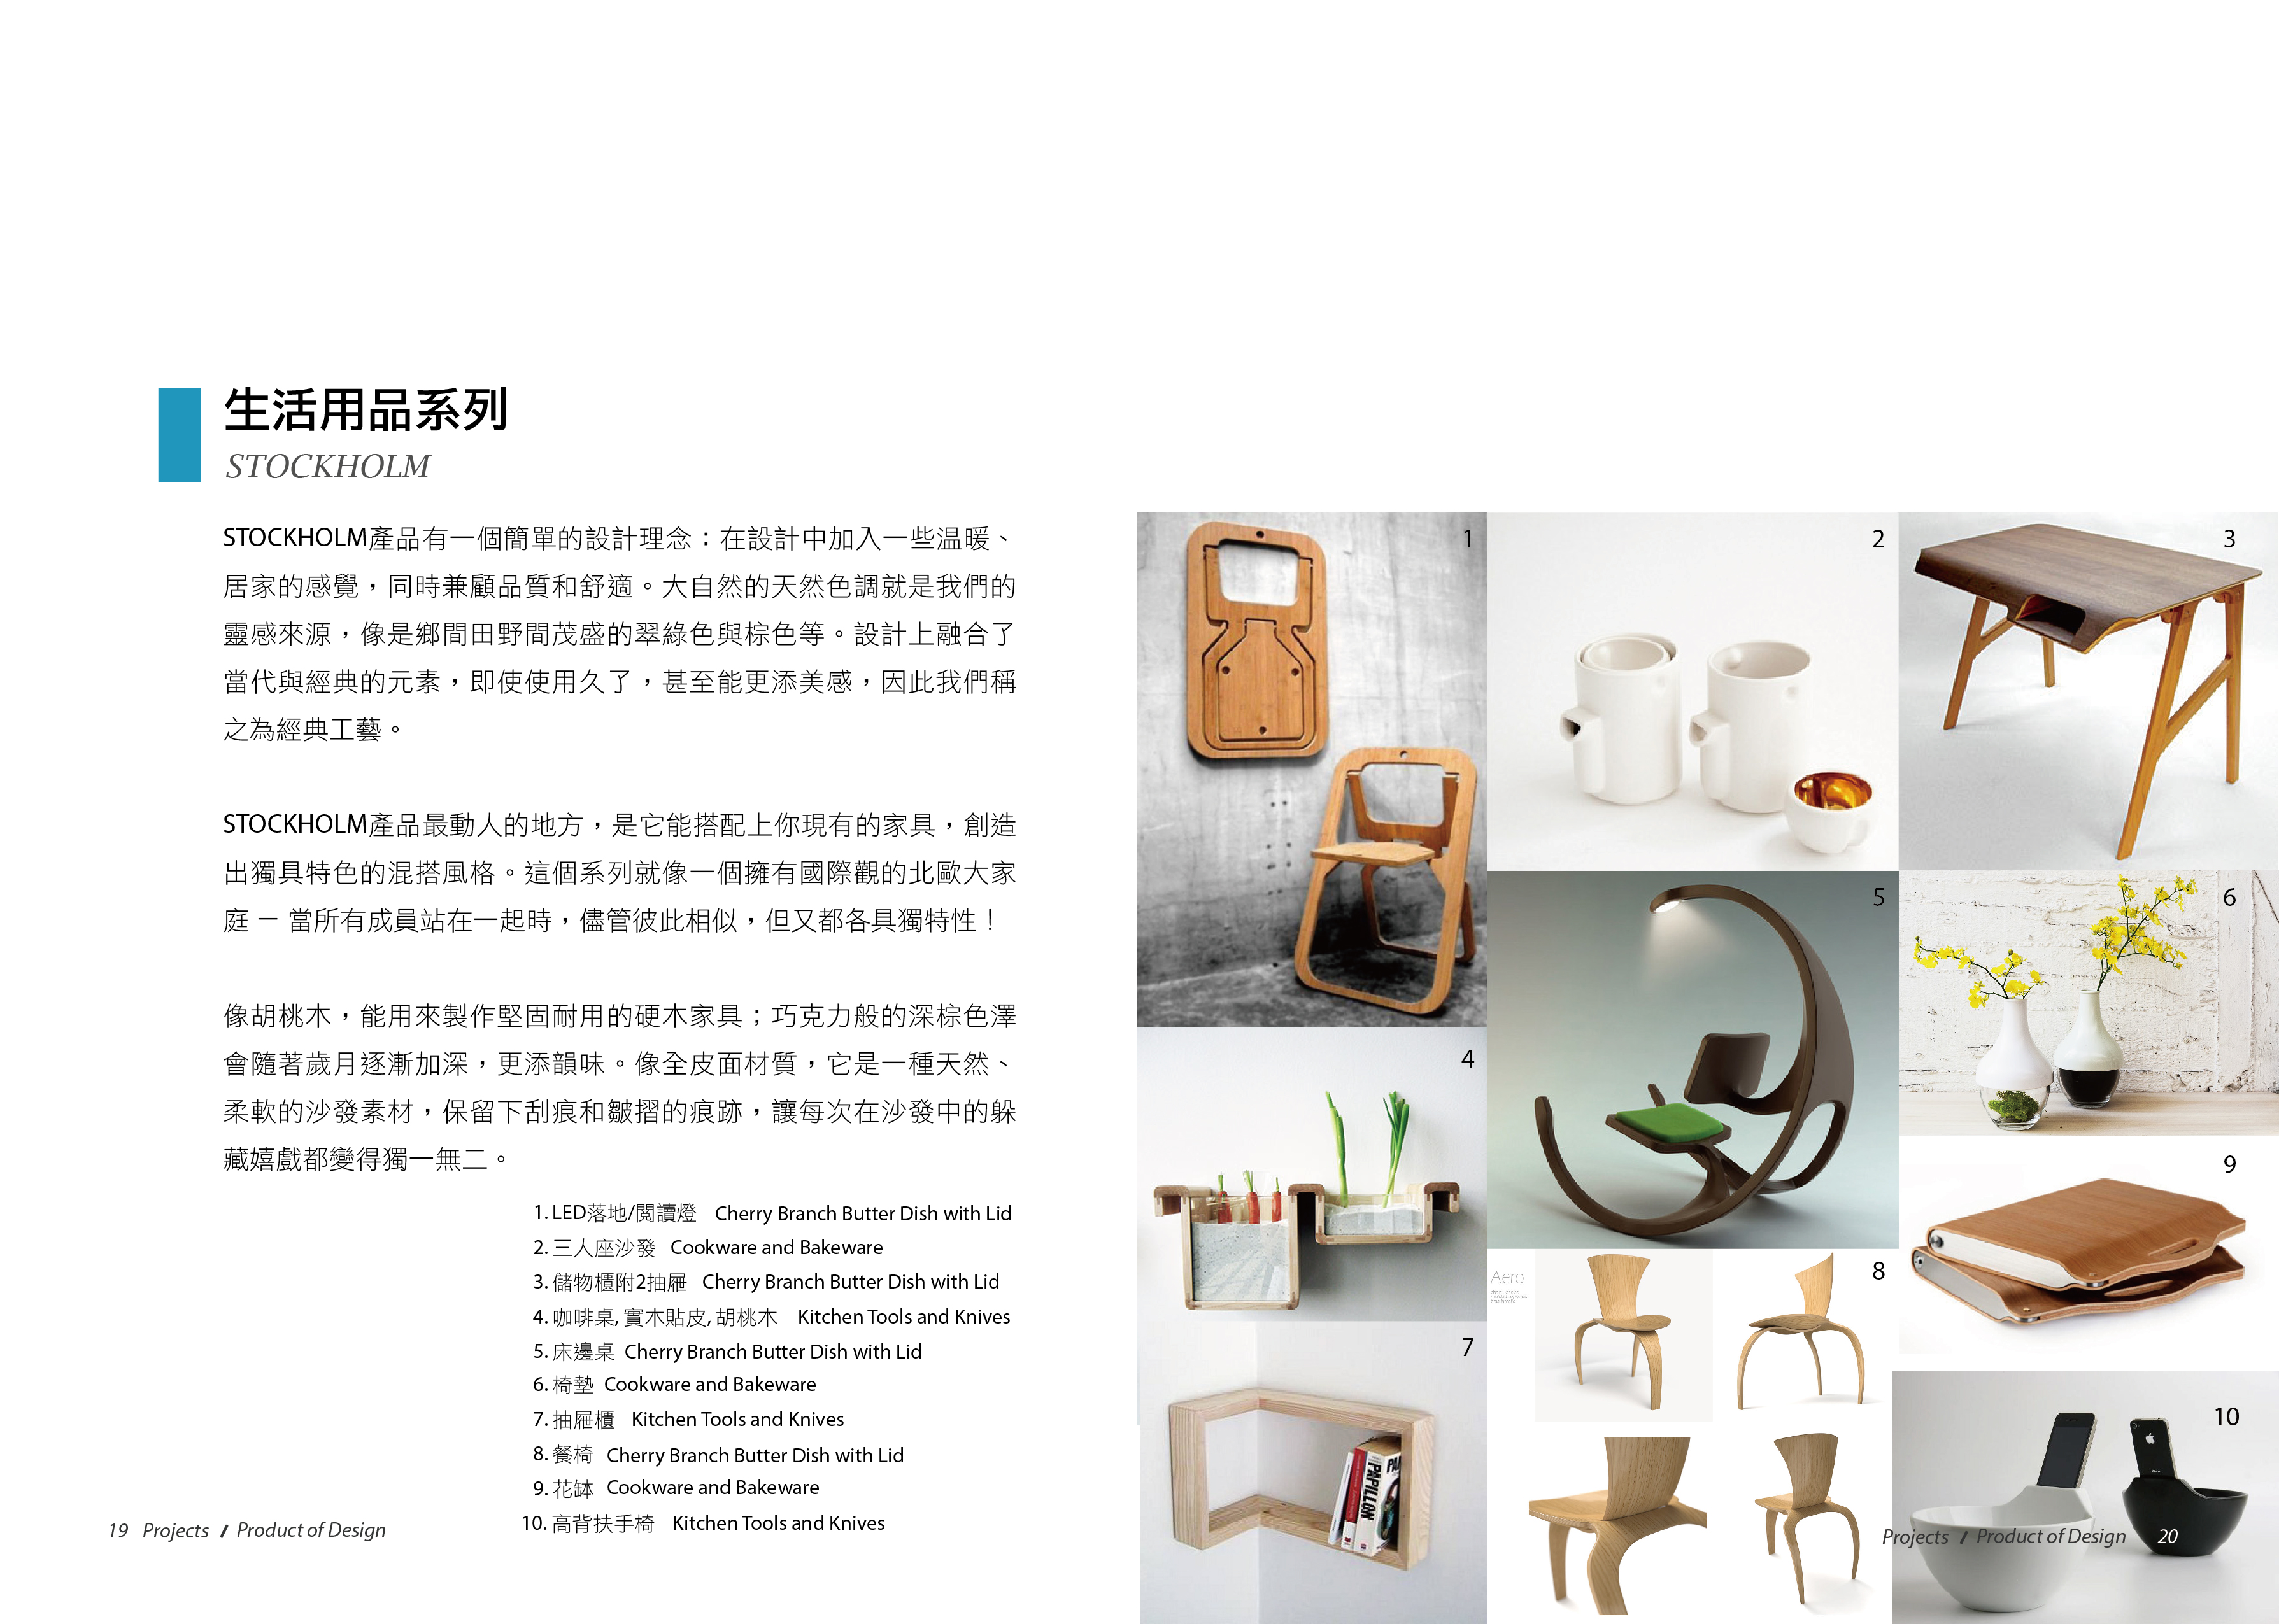 生活用品系列
STOCKHOLM
STOCKHOLM產品有一個簡單的設計理念：在設計中加入一些温暖、
居家的感覺，同時兼顧品質和舒適。大自然的天然色調就是我們的
靈感來源，像是鄉間田野間茂盛的翠綠色與棕色等。設計上融合了
當代與經典的元素，即使使用久了，甚至能更添美感，因此我們稱
之為經典工藝。
STOCKHOLM產品最動人的地方，是它能搭配上你現有的家具，創造
出獨具特色的混搭風格。這個系列就像一個擁有國際觀的北歐大家
庭 － 當所有成員站在一起時，儘管彼此相似，但又都各具獨特性！
像胡桃木，能用來製作堅固耐用的硬木家具；巧克力般的深棕色澤
會隨著歲月逐漸加深，更添韻味。像全皮面材質，它是一種天然、
柔軟的沙發素材，保留下刮痕和皺摺的痕跡，讓每次在沙發中的躲
藏嬉戲都變得獨一無二。
1. LED落地/閲讀燈 Cherry Branch Butter Dish with Lid
2. 三人座沙發 Cookware and Bakeware
3. 儲物櫃附2抽屜 Cherry Branch Butter Dish with Lid
4. 咖啡桌, 實木貼皮, 胡桃木 Kitchen Tools and Knives
5. 床邊桌 Cherry Branch Butter Dish with Lid
6. 椅墊 Cookware and Bakeware
7. 抽屜櫃 Kitchen Tools and Knives
8. 餐椅 Cherry Branch Butter Dish with Lid
9. 花缽 Cookware and Bakeware
10. 高背扶手椅 Kitchen Tools and Knives
19 Projects / Product of Design
1
2
3
4
5
6
7
PAPILLON
8
Aero
9
10
Projects / Product of Design 20